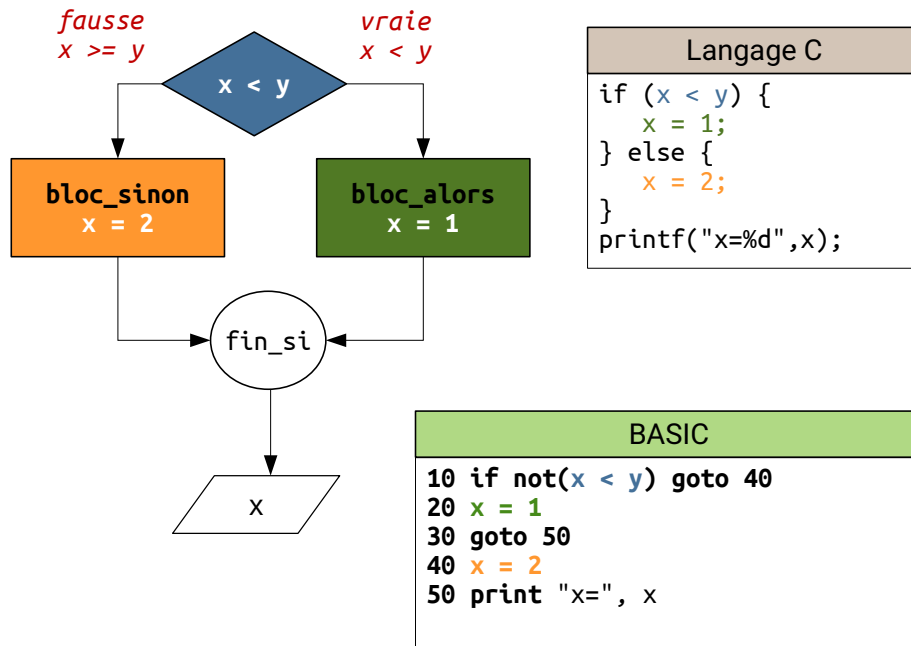 fausse
x >= y
vraie
x < y
x < y
bloc_sinon
x = 2
bloc_alors
x = 1
fin_si
x
Langage C
if (x < y) {
   x = 1;
} else {
   x = 2;
}
printf("x=%d",x);
BASIC
10 if not(x < y) goto 40
20 x = 1
30 goto 50
40 x = 2
50 print "x=", x